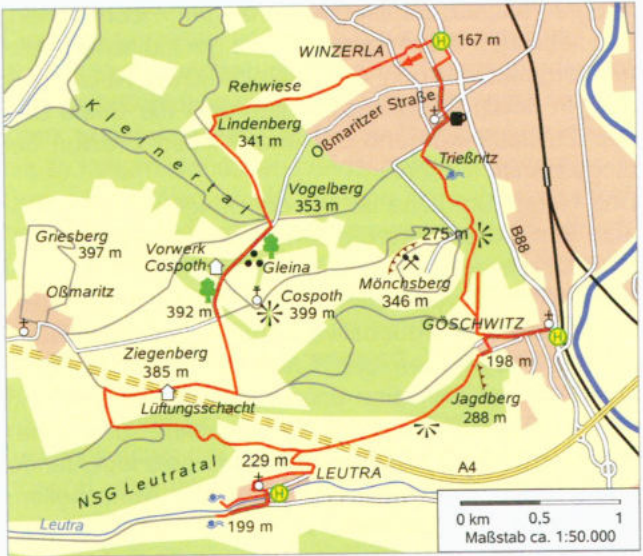 WINZERLA
H
167 m
Rehwiese
Oßmaritzer Straße
Lindenberg
341 m
Kleinertal
Trießnitz
Vogelberg
353 m
B88
Griesberg
397 m
Vorwerk
Cospoth
Gleina
275 m
Mönchsberg
346 m
Oßmaritz
392 m
Cospoth
399 m
GÖSCHWITZ
H
198 m
Ziegenberg
385 m
Lüftungsschacht
Jagdberg
288 m
229 m
LEUTRA
A4
NSG Leutratal
H
Leutra
199 m
0 km 0.5 1
Maßstab ca. 1:50.000